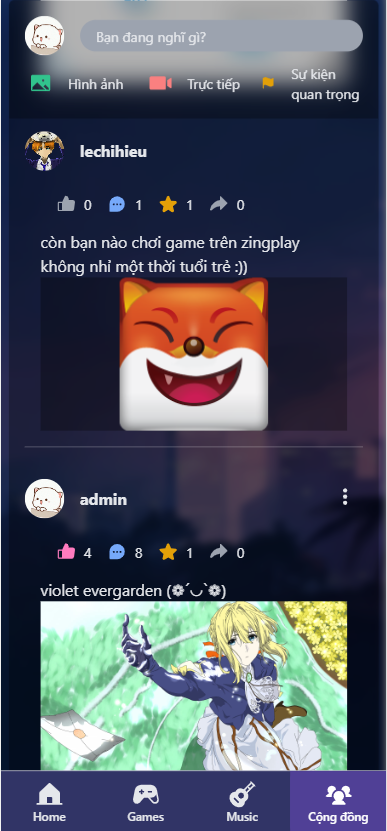 Bạn đang nghĩ gì?
Hình ảnh
Trực tiếp
Sự kiện
quan trọng
lechihieu
0 1 1 0
còn bạn nào chơi game trên zingplay
không nhỉ một thời tuổi trẻ :))
admin
4 8 1 0
violet evergarden (❁´◡`❁)
Home Games Music Cộng đồng